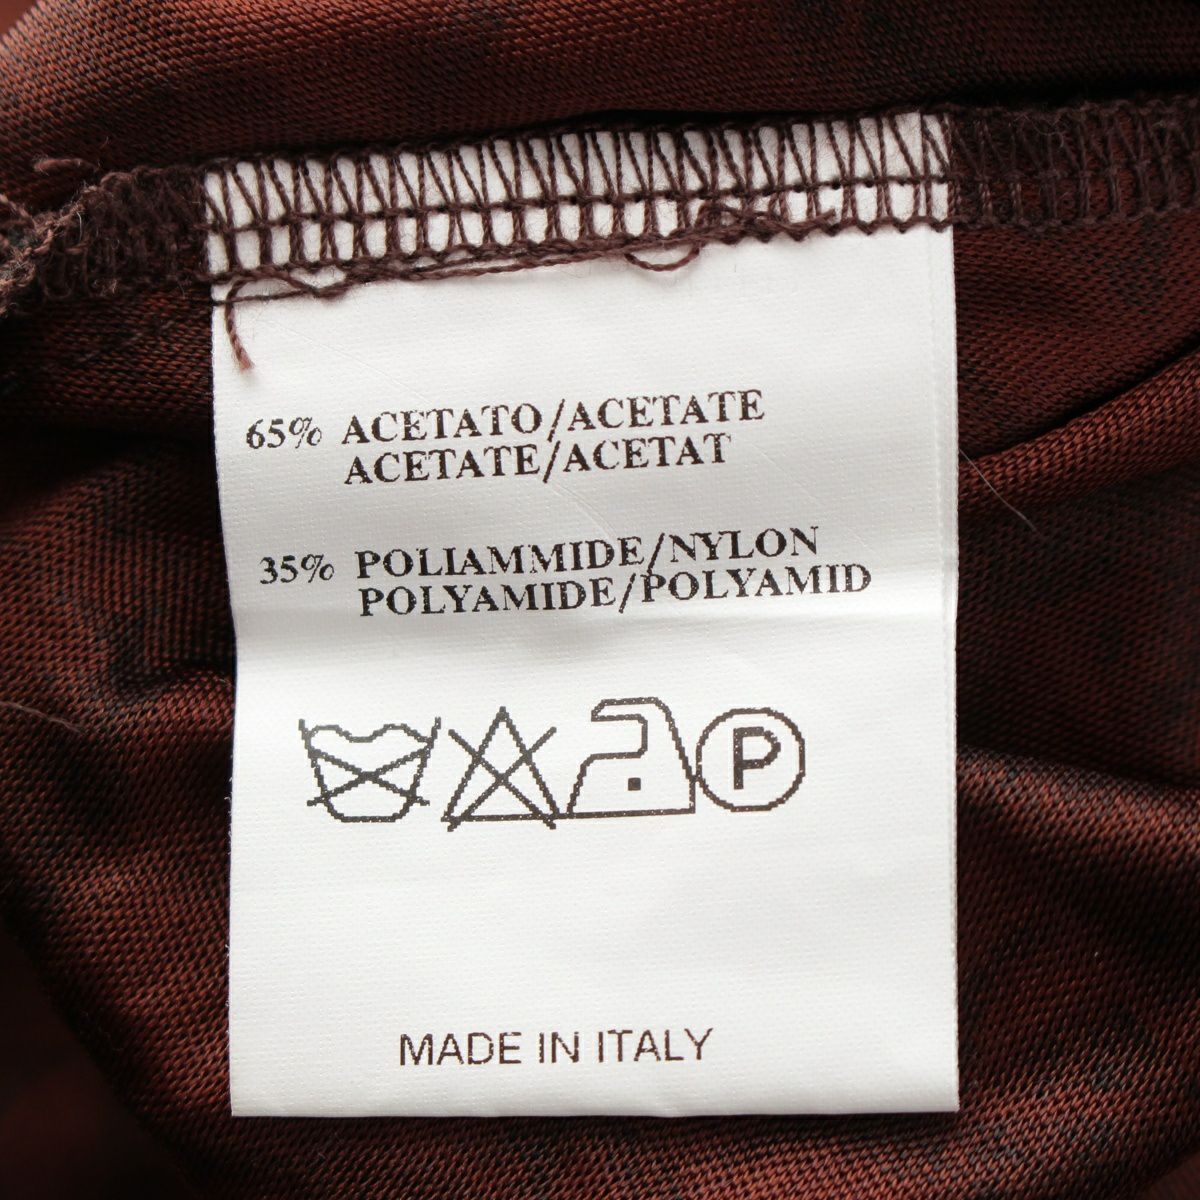 65% ACETATO/ACETATE
ACETATE/ACETAT
35% POLIAMMIDE/NYLON
POLYAMIDE/POLYAMID
P
MADE IN ITALY